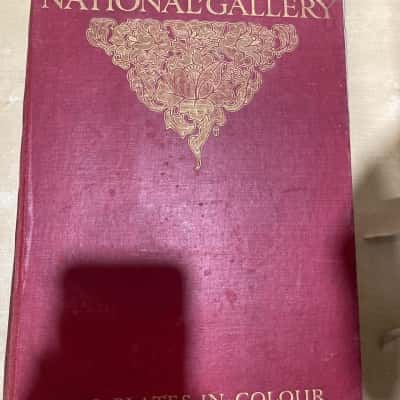 NATIONAL GALLERY
PLATES IN COLOUR